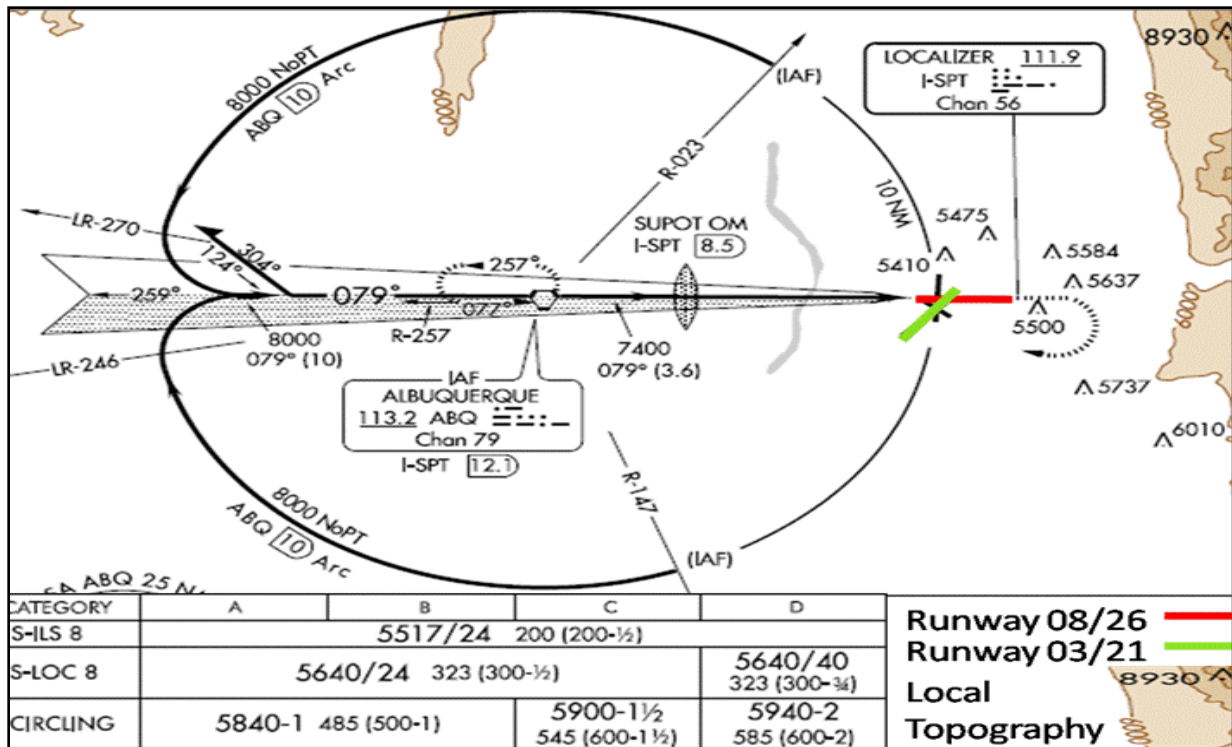 8930
8000 NoPT
ABQ 10 Arc
(IAF)
LOCALIZER 111.9
I-SPT
Chan 56
R-023
10 NM
LR-270
SUPOT OM
I-SPT 8.5
5475
5410
5584
5637
304°
124°
257°
259°
079°
077°
5500
8000
079° (10)
R-257
7400
079° (3.6)
LR-246
IAF
ALBUQUERQUE
113.2 ABQ
Chan 79
I-SPT 12.1
5737
6010
R-147
8000 NoPT
ABQ 10 Arc
(IAF)
SA ABQ 25 N
CATEGORY A B C D
S-ILS 8 5517/24 200 (200-½)
S-LOC 8 5640/24 323 (300-½) 5640/40
323 (300-¾)
CIRCLING 5840-1 485 (500-1) 5900-1½ 5940-2
545 (600-1½) 585 (600-2)
Runway 08/26
Runway 03/21
Local
Topography
8930